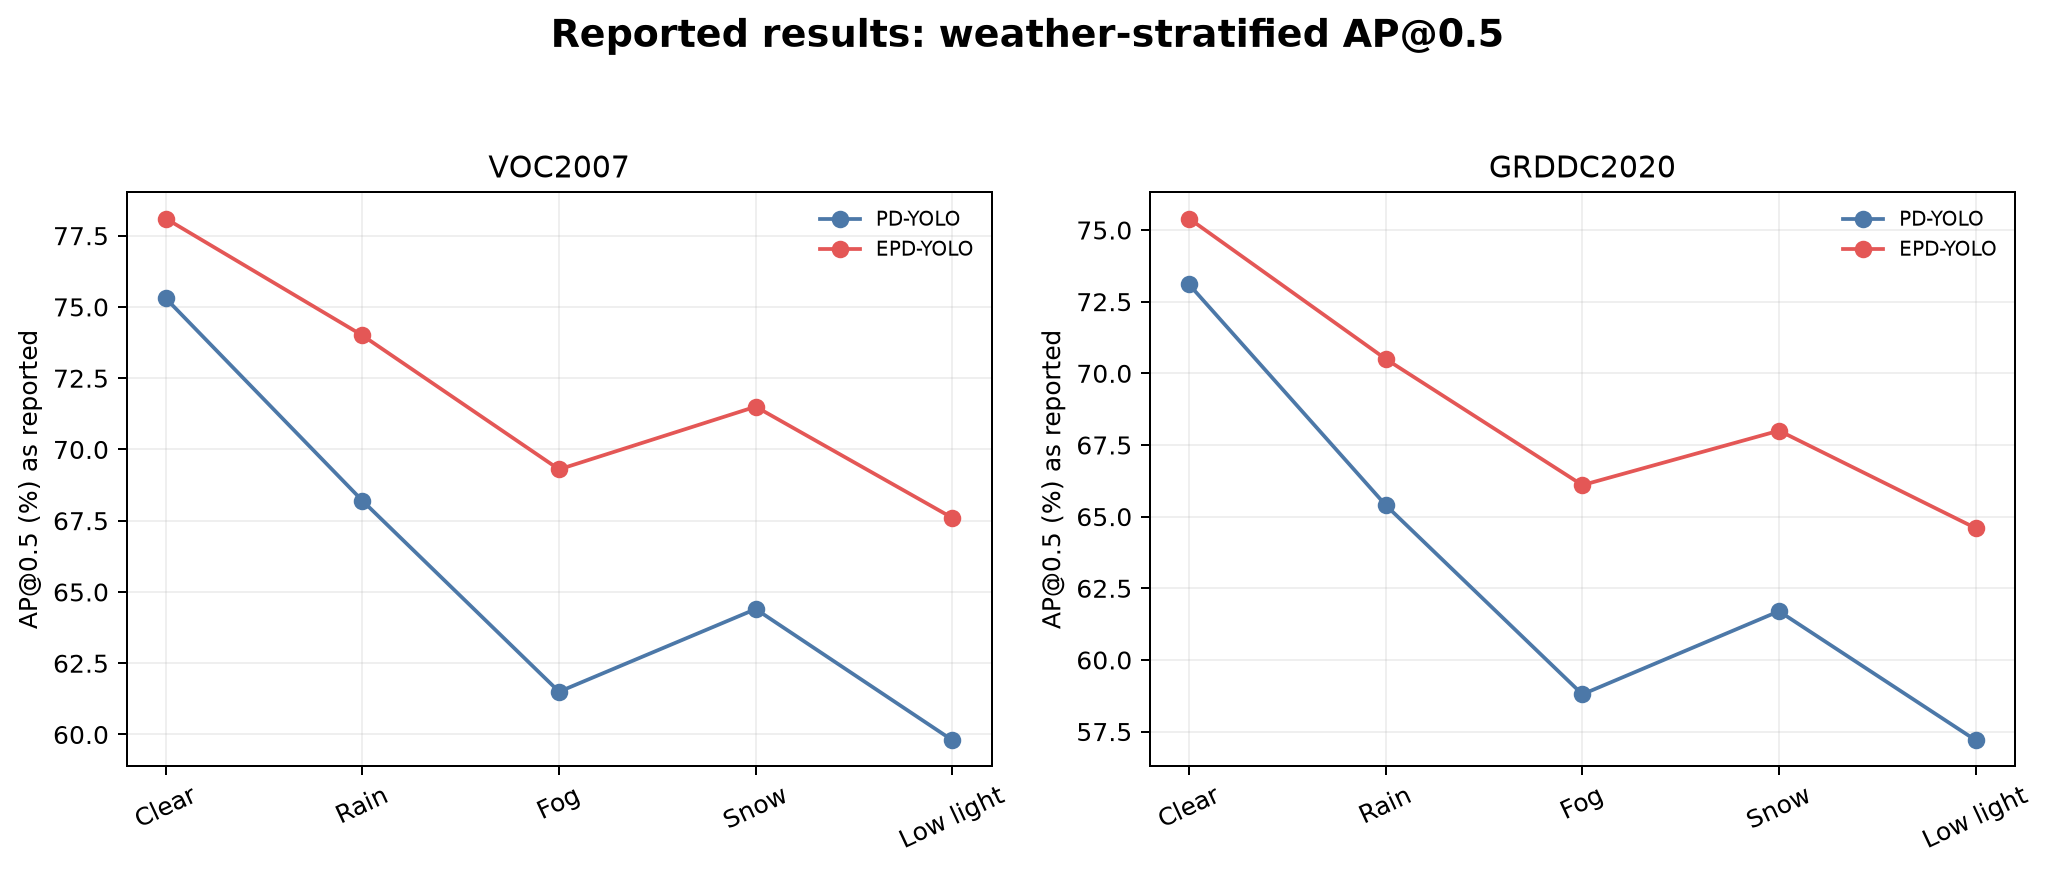 Reported results: weather-stratified AP@0.5
VOC2007
PD-YOLO
EPD-YOLO
AP@0.5 (%) as reported
77.5
75.0
72.5
70.0
67.5
65.0
62.5
60.0
Clear
Rain
Fog
Snow
Low light
GRDDC2020
PD-YOLO
EPD-YOLO
AP@0.5 (%) as reported
75.0
72.5
70.0
67.5
65.0
62.5
60.0
57.5
Clear
Rain
Fog
Snow
Low light